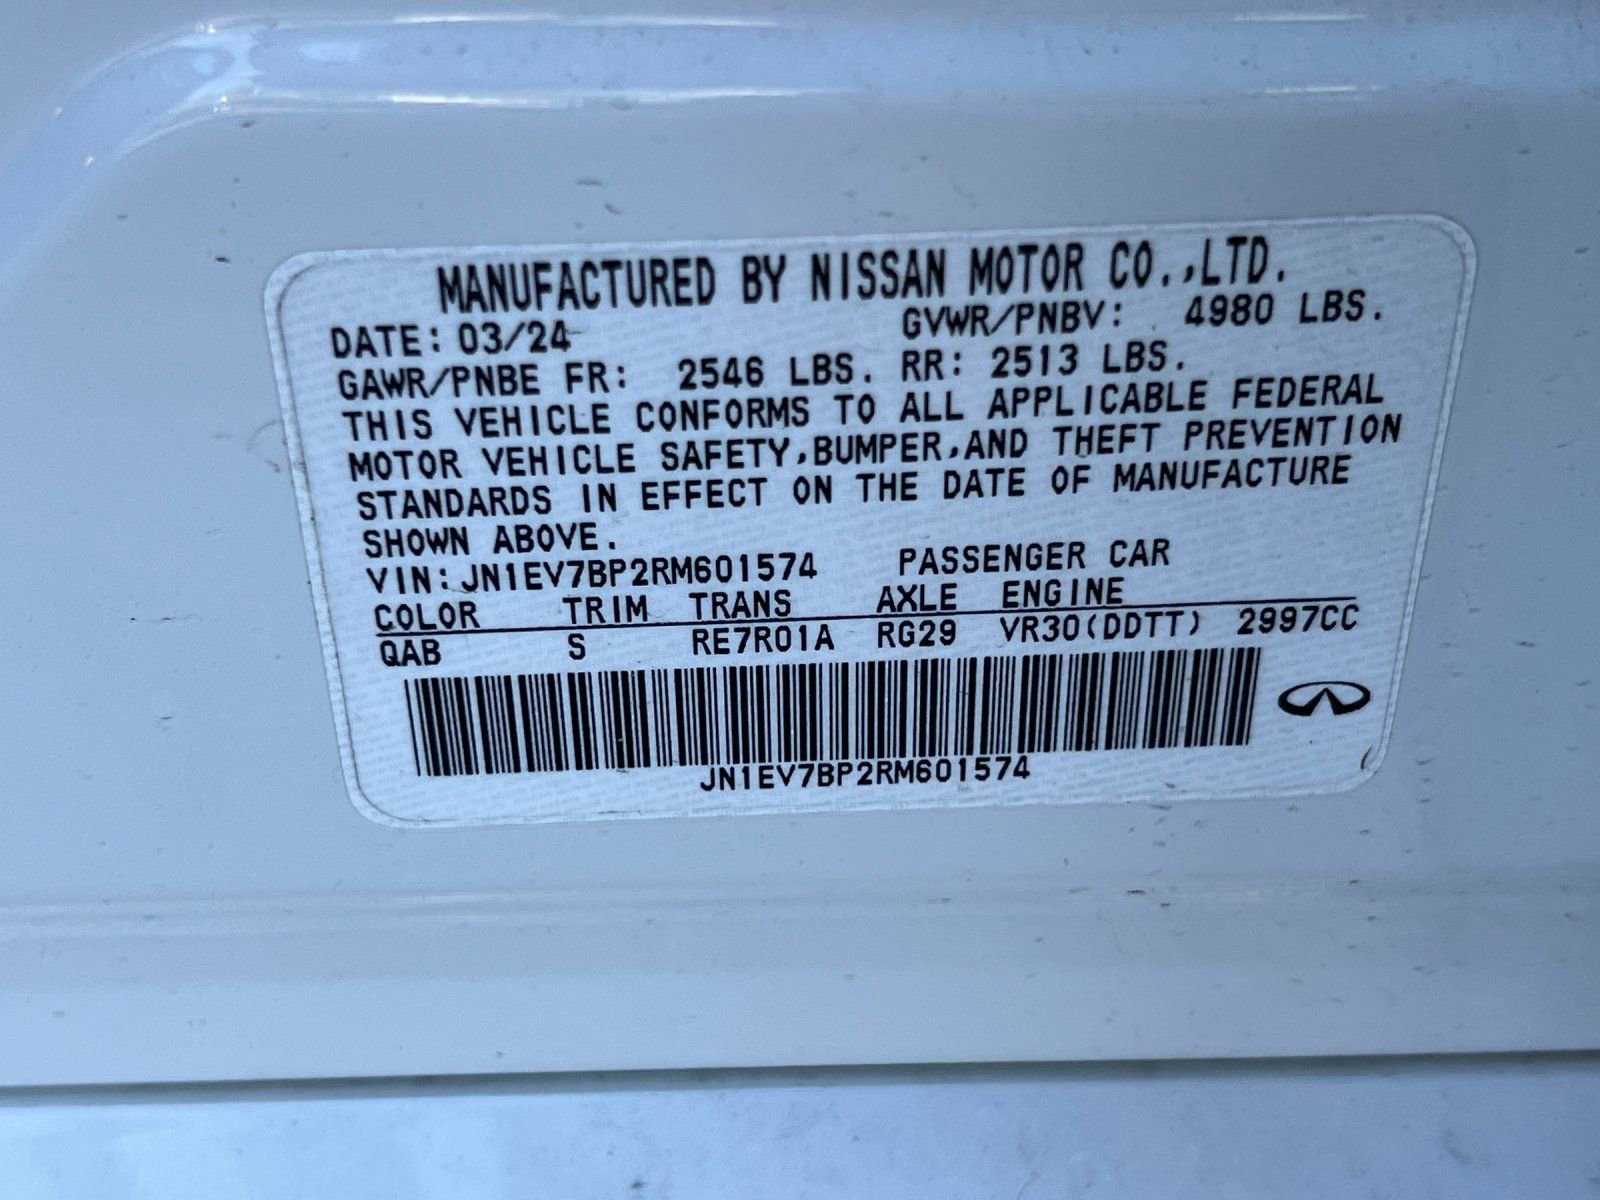 MANUFACTURED BY NISSAN MOTOR CO.,LTD.
DATE: 03/24 GVWR/PNBV: 4980 LBS.
GAWR/PNBE FR: 2546 LBS. RR: 2513 LBS.
THIS VEHICLE CONFORMS TO ALL APPLICABLE FEDERAL
MOTOR VEHICLE SAFETY,BUMPER,AND THEFT PREVENTION
STANDARDS IN EFFECT ON THE DATE OF MANUFACTURE
SHOWN ABOVE.
VIN:JN1EV7BP2RM601574 PASSENGER CAR
COLOR TRIM TRANS AXLE ENGINE
QAB S RE7R01A RG29 VR30(DDTT) 2997CC
JN1EV7BP2RM601574